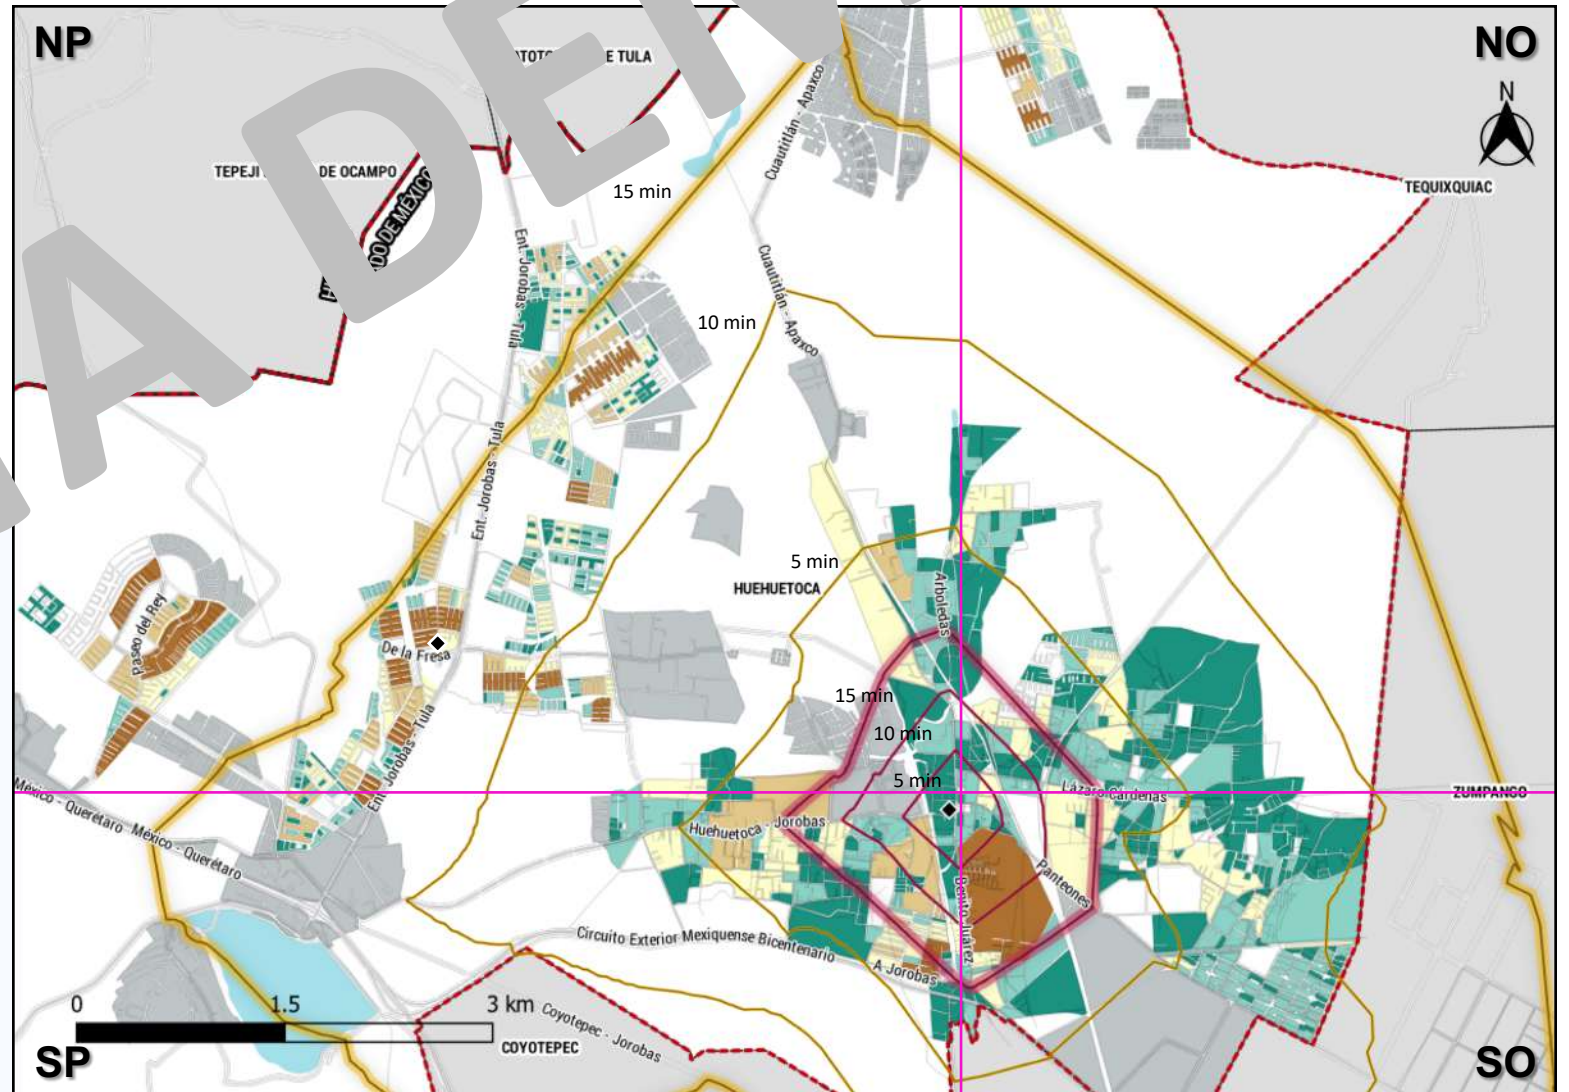 NP
NO
N
E TULA
TEPEJI
DE OCAMPO
DO DE MÉXICO
TEQUIXQUIAC
Cuautitlán - Apaxco
15 min
Ent. Jorobas - Tula
Cuautitlán - Apaxco
10 min
Ent. Jorobas - Tula
5 min
HUEHUETOCA
Arboledas
Paseo del Rey
De la Fresa
15 min
10 min
5 min
Ent. Jorobas - Tula
Lázaro Cárdenas
ZUMPANGO
México - Querétaro
México - Querétaro
Huehuetoca - Jorobas
Panteones
Benito Juárez
Circuito Exterior Mexiquense Bicentenario
A Jorobas
0 1.5 3 km
Coyotepec - Jorobas
COYOTEPEC
SP
SO
A DE